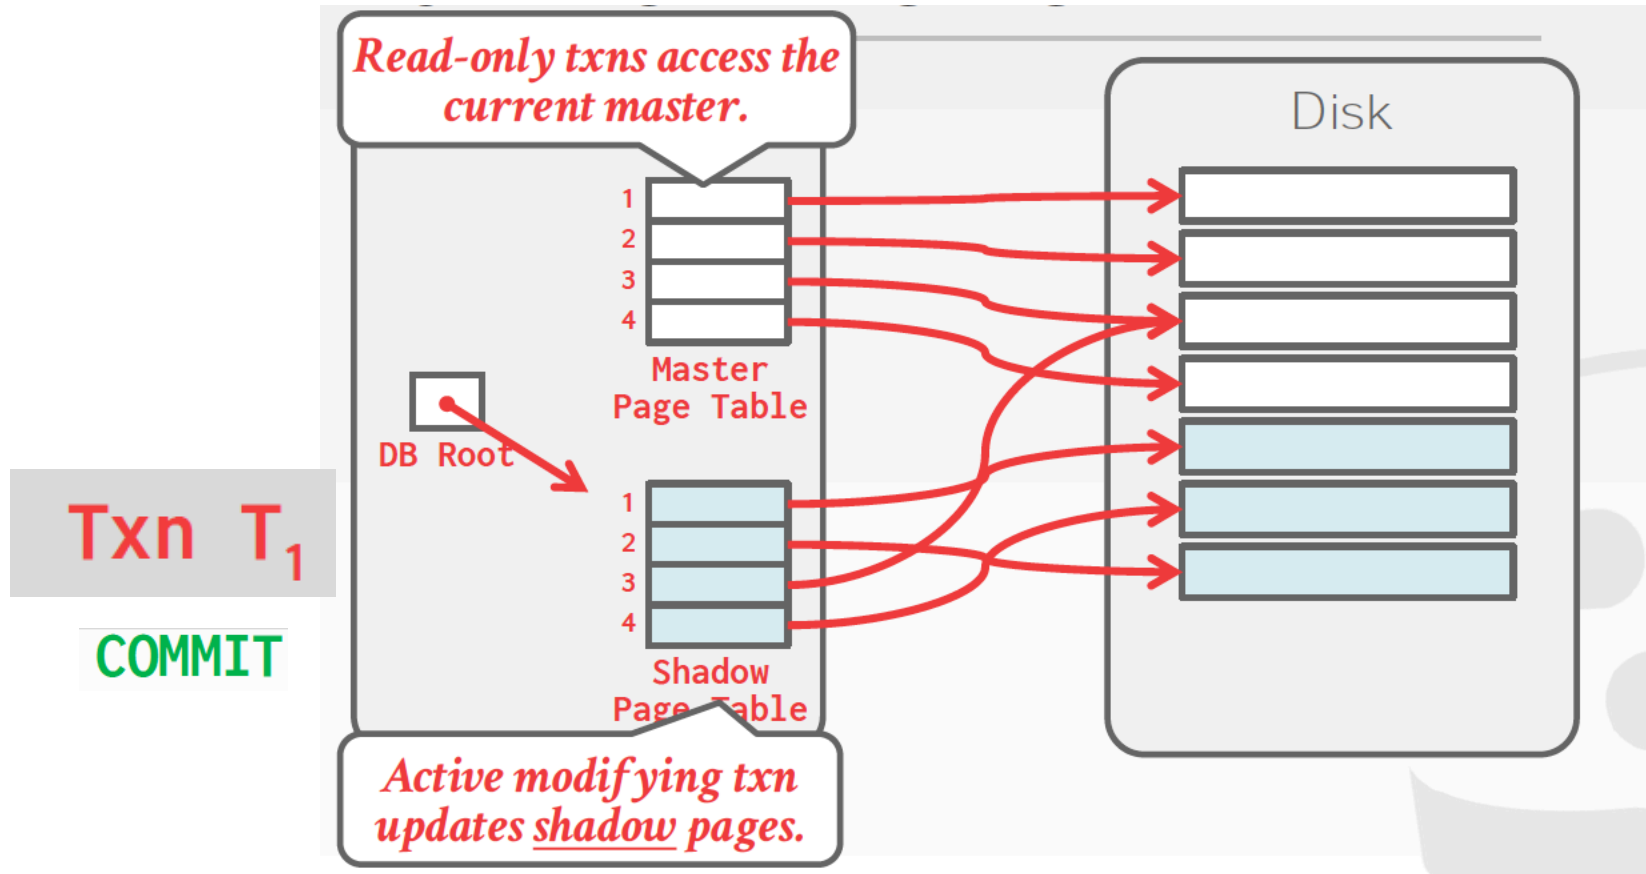 Read-only txns access the
current master.
Disk
1
2
3
4
Master
Page Table
DB Root
Txn T₁
COMMIT
1
2
3
4
Shadow
Page Table
Active modifying txn
updates shadow pages.